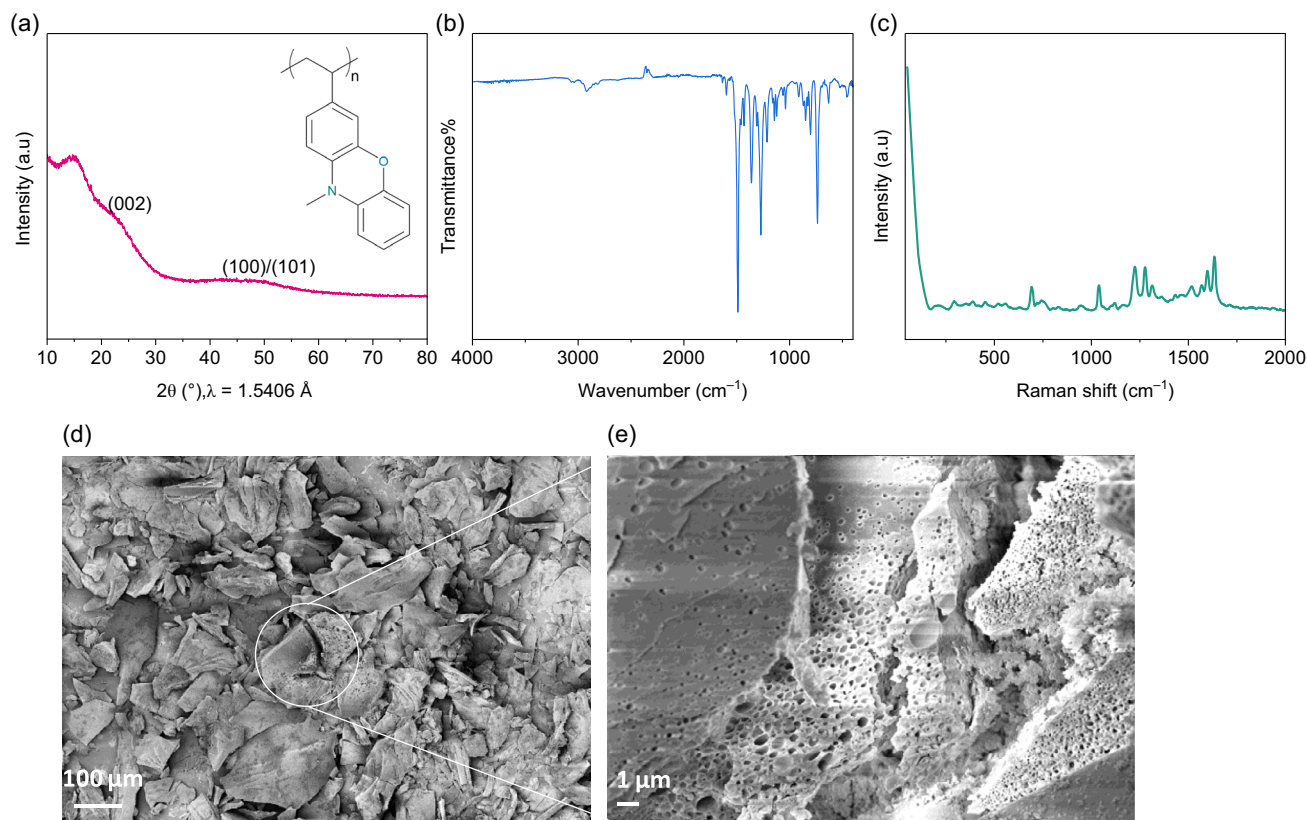 (a)
Intensity (a.u)
(002)
(100)/(101)
n
O
N
10 20 30 40 50 60 70 80
2θ (°),λ = 1.5406 Å
(b)
Transmittance%
4000 3000 2000 1000
Wavenumber (cm⁻¹)
(c)
Intensity (a.u)
500 1000 1500 2000
Raman shift (cm⁻¹)
(d)
100 μm
(e)
1 μm